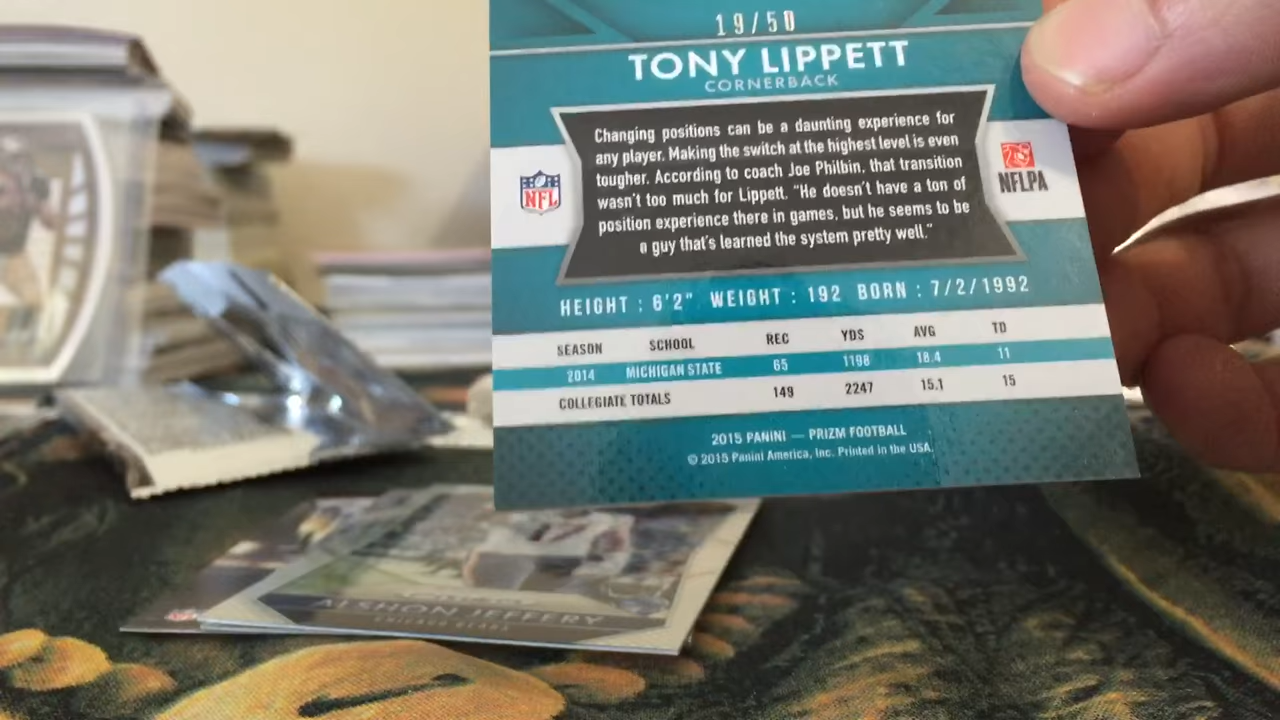 19/50
TONY LIPPETT
CORNERBACK
Changing positions can be a daunting experience for
any player. Making the switch at the highest level is even
tougher. According to coach Joe Philbin, that transition
wasn't too much for Lippett. "He doesn't have a ton of
position experience there in games, but he seems to be
a guy that's learned the system pretty well."
NFL
NFLPA
HEIGHT : 6'2" WEIGHT : 192 BORN : 7/2/1992
SEASON SCHOOL REC YDS AVG TD
2014 MICHIGAN STATE 65 1198 18.4 11
COLLEGIATE TOTALS 149 2247 15.1 15
2015 PANINI — PRIZM FOOTBALL
© 2015 Panini America, Inc. Printed in the USA.
ALSHON JEFFERY
CHICAGO BEARS